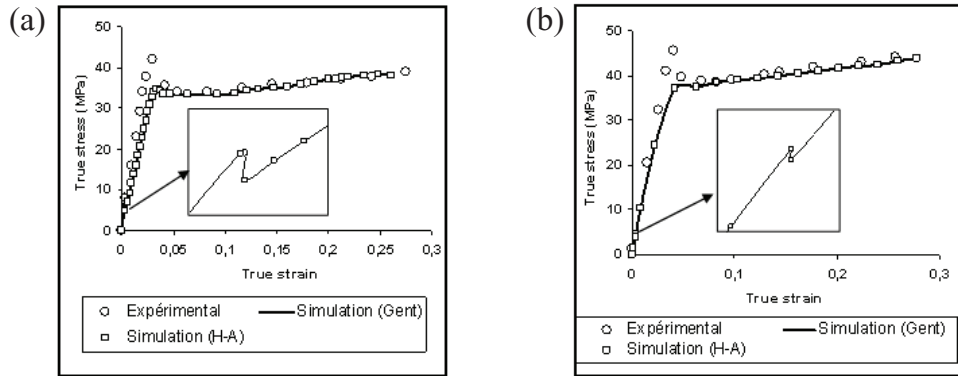 (a)
True stress (MPa)
50
40
30
20
10
0
0 0,05 0,1 0,15 0,2 0,25 0,3
True strain
Expérimental Simulation (Gent)
Simulation (H-A)
(b)
True stress (MPa)
50
40
30
20
10
0
0 0,1 0,2 0,3
True strain
Expérimental Simulation (Gent)
Simulation (H-A)